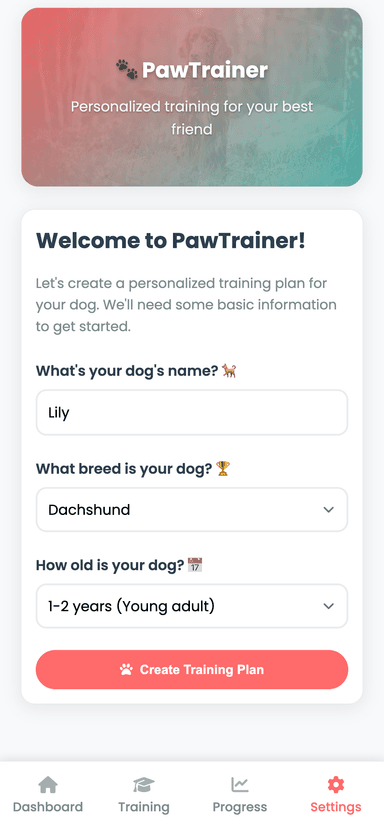 🐾 PawTrainer
Personalized training for your best
friend
Welcome to PawTrainer!
Let's create a personalized training plan for
your dog. We'll need some basic information
to get started.
What's your dog's name? 🐕
Lily
What breed is your dog? 🏆
Dachshund
How old is your dog? 📅
1-2 years (Young adult)
Create Training Plan
Dashboard
Training
Progress
Settings